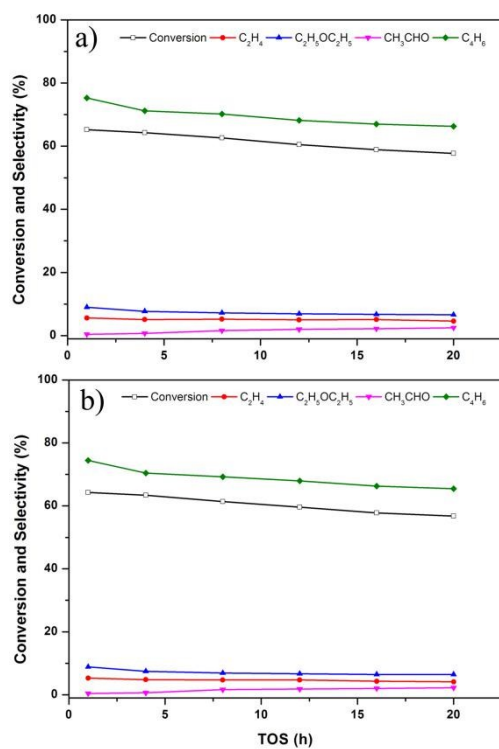 a)
Conversion C₂H₄ C₂H₅OC₂H₅ CH₃CHO C₄H₆
Conversion and Selectivity (%)
100
80
60
40
20
0
0 5 10 15 20
b)
Conversion C₂H₄ C₂H₅OC₂H₅ CH₃CHO C₄H₆
Conversion and Selectivity (%)
100
80
60
40
20
0
0 5 10 15 20
TOS (h)